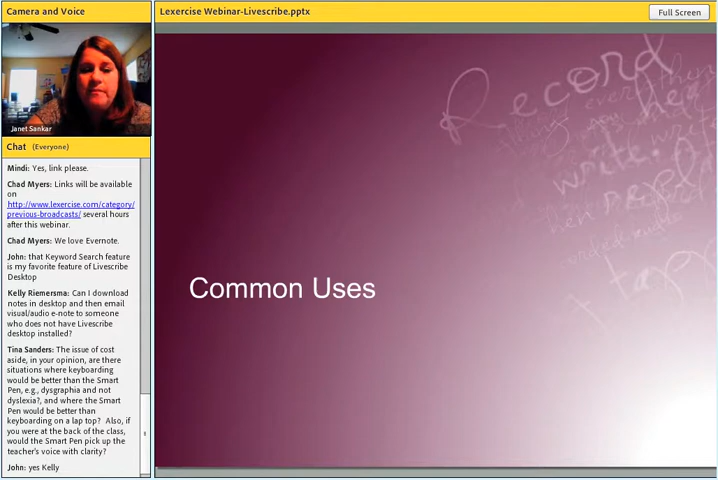 Camera and Voice
Lexercise Webinar-Livescribe.pptx
Full Screen
Janet Sankar
Chat (Everyone)
Mindi: Yes, link please.
Chad Myers: Links will be available
on
http://www.lexercise.com/category/
previous-broadcasts/ several hours
after this webinar.
Chad Myers: We love Evernote.
John: that Keyword Search feature
is my favorite feature of Livescribe
Desktop
Kelly Riemersma: Can I download
notes in desktop and then email
visual/audio e-note to someone
who does not have Livescribe
desktop installed?
Tina Sanders: The issue of cost
aside, in your opinion, are there
situations where keyboarding
would be better than the Smart
Pen, e.g., dysgraphia and not
dyslexia?, and where the Smart
Pen would be better than
keyboarding on a lap top?  Also, if
you were at the back of the class,
would the Smart Pen pick up the
teacher's voice with clarity?
John: yes Kelly
Record
write.
Common Uses